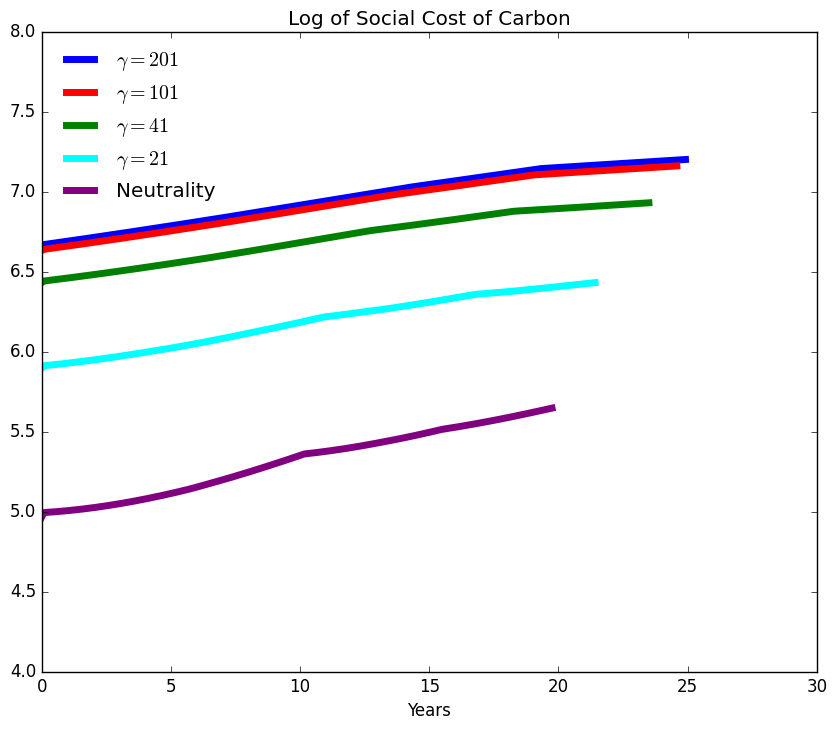 Log of Social Cost of Carbon
8.0
7.5
7.0
6.5
6.0
5.5
5.0
4.5
4.0
γ = 201
γ = 101
γ = 41
γ = 21
Neutrality
0 5 10 15 20 25 30
Years